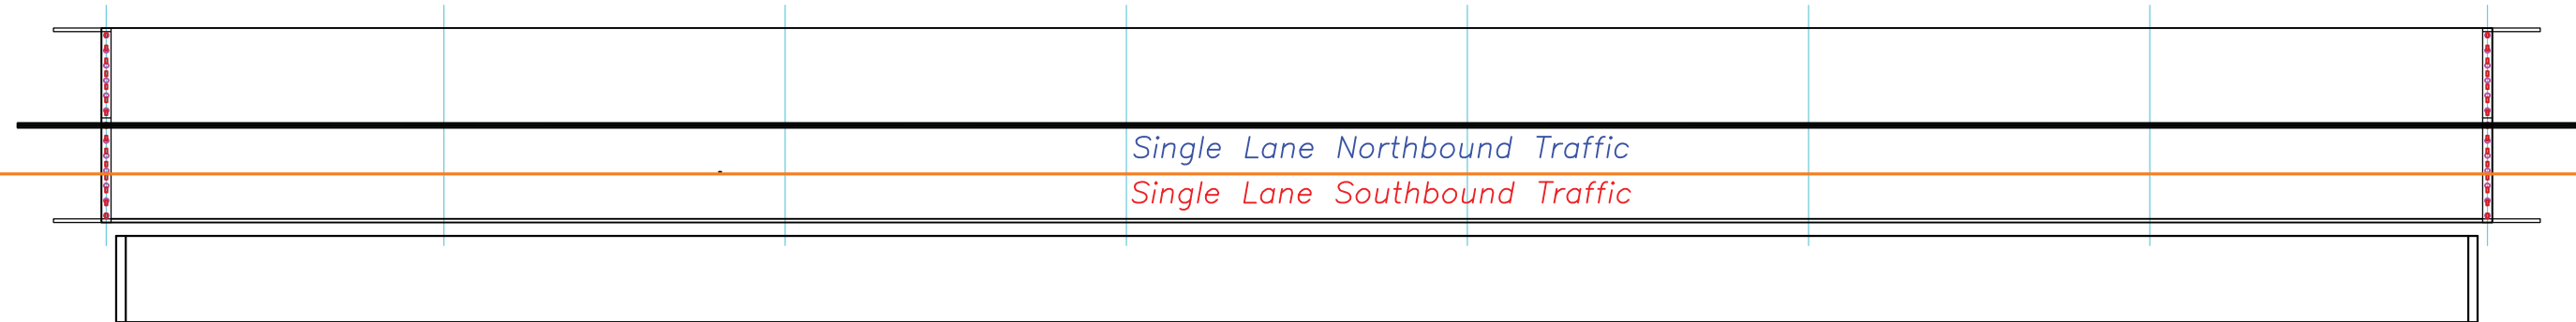 Single Lane Northbound Traffic
Single Lane Southbound Traffic